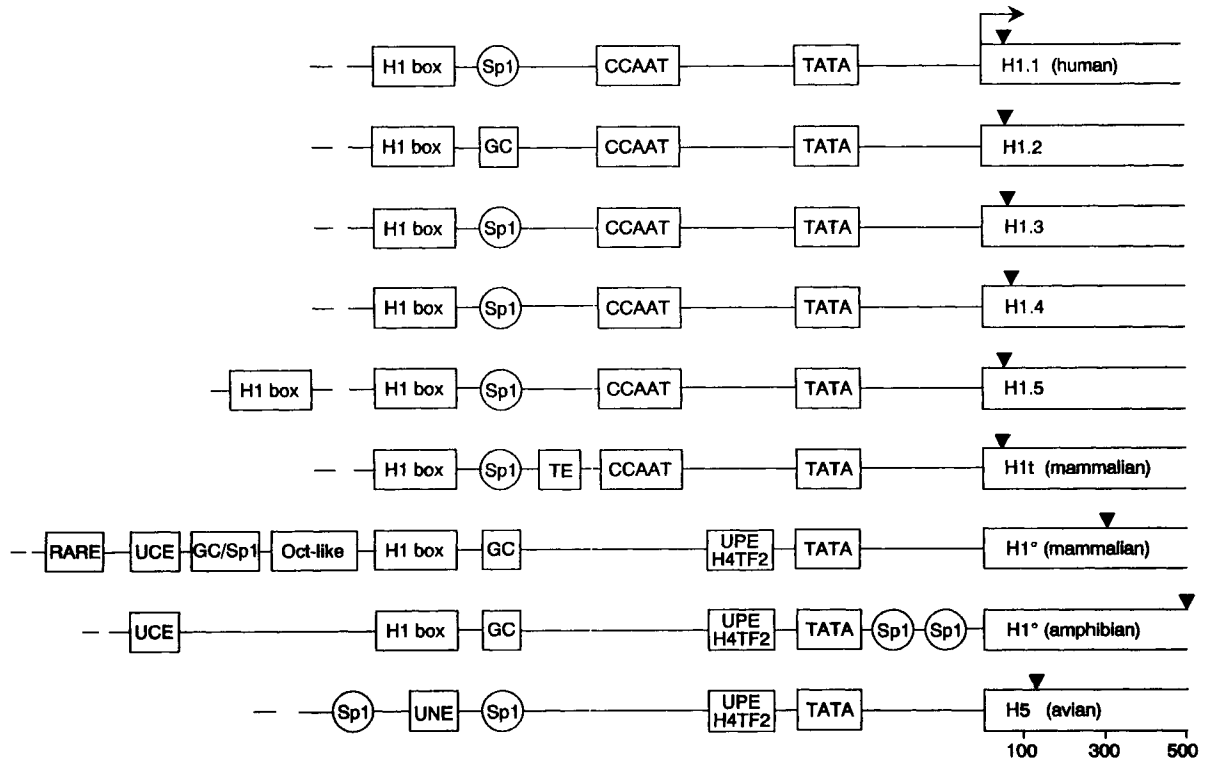 H1 box Sp1 CCAAT TATA H1.1 (human)
H1 box GC CCAAT TATA H1.2
H1 box Sp1 CCAAT TATA H1.3
H1 box Sp1 CCAAT TATA H1.4
H1 box H1 box Sp1 CCAAT TATA H1.5
H1 box Sp1 TE CCAAT TATA H1t (mammalian)
RARE UCE GC/Sp1 Oct-like H1 box GC UPE H4TF2 TATA H1° (mammalian)
UCE H1 box GC UPE H4TF2 TATA Sp1 Sp1 H1° (amphibian)
Sp1 UNE Sp1 UPE H4TF2 TATA H5 (avian)
100 300 500